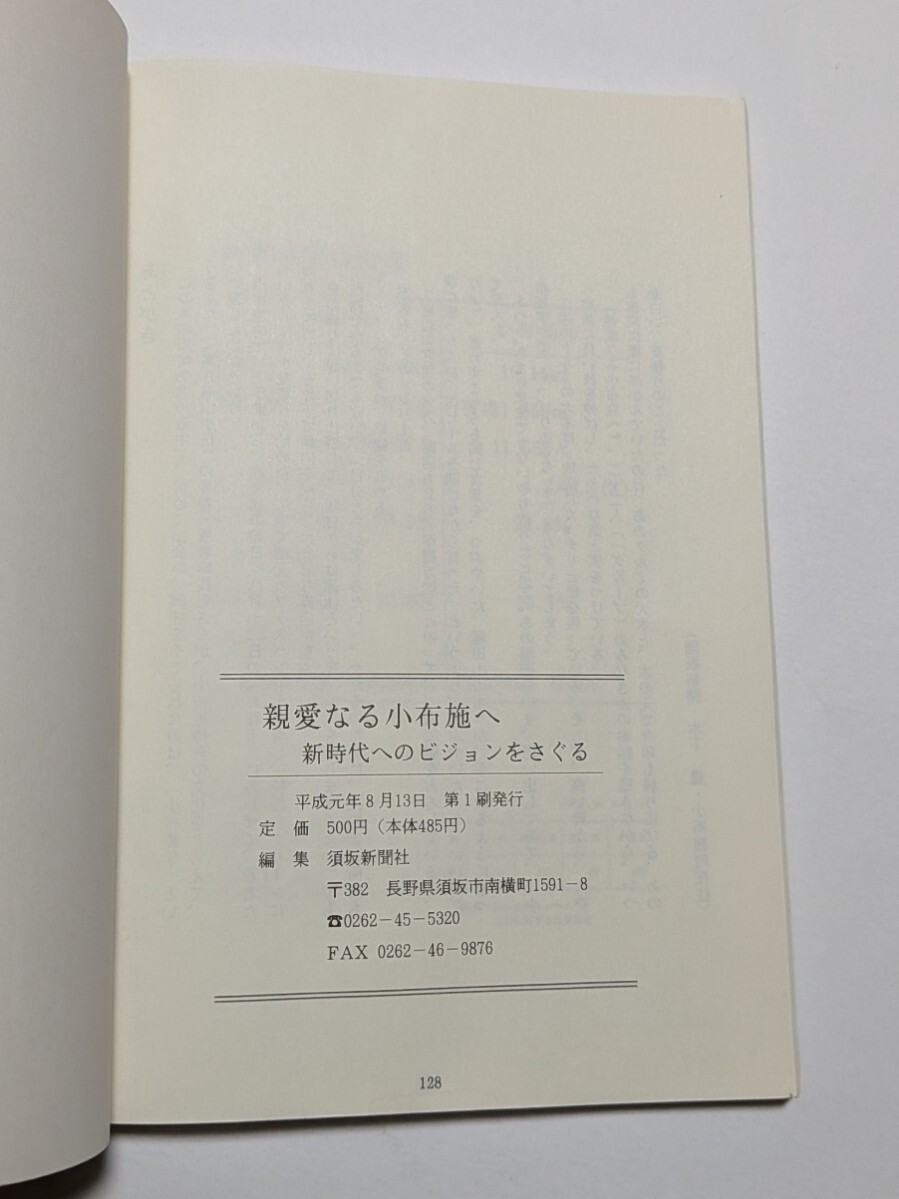 親愛なる小布施へ
新時代へのビジョンをさぐる
平成元年8月13日 第1刷発行
定 価 500円(本体485円)
編 集 須坂新聞社
〒382 長野県須坂市南横町1591-8
☎0262-45-5320
FAX 0262-46-9876
128